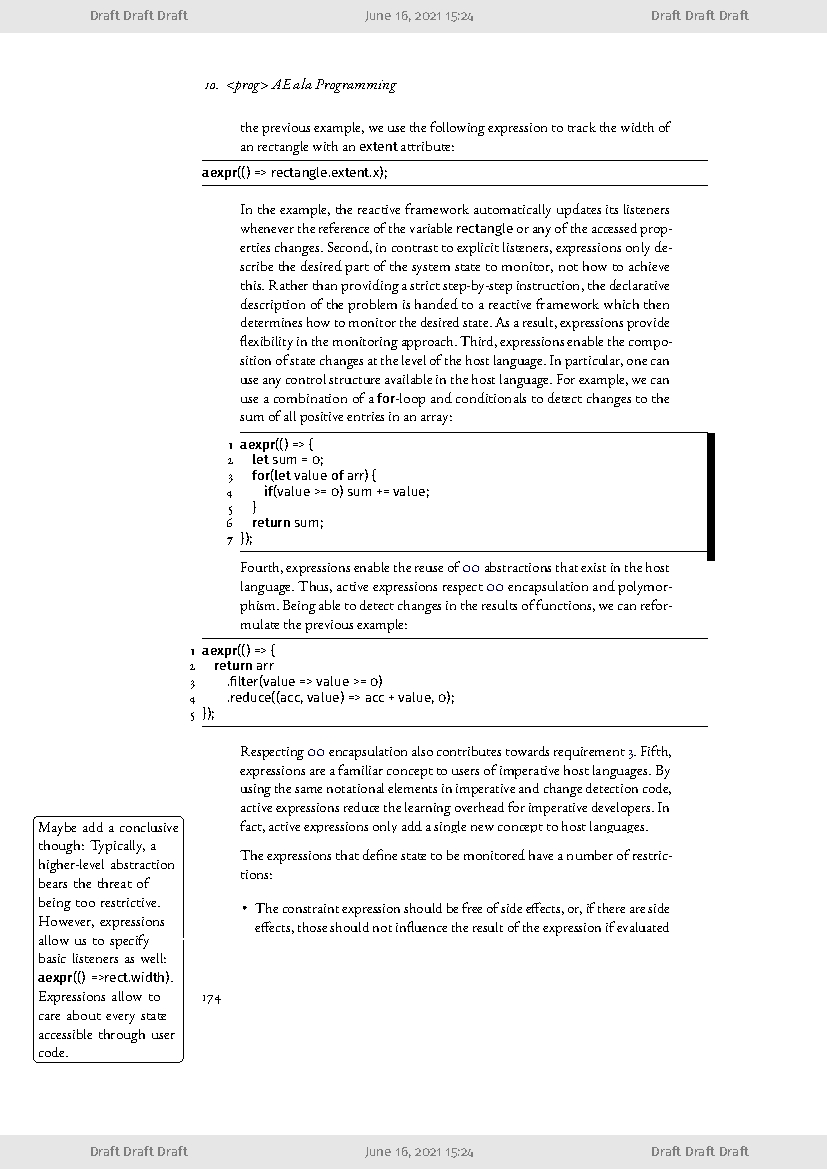 Draft Draft Draft June 16, 2021 15:24 Draft Draft Draft
10. <prog> AE ala Programming
the previous example, we use the following expression to track the width of
an rectangle with an extent attribute:
aexpr(() => rectangle.extent.x);
In the example, the reactive framework automatically updates its listeners
whenever the reference of the variable rectangle or any of the accessed prop-
erties changes. Second, in contrast to explicit listeners, expressions only de-
scribe the desired part of the system state to monitor, not how to achieve
this. Rather than providing a strict step-by-step instruction, the declarative
description of the problem is handed to a reactive framework which then
determines how to monitor the desired state. As a result, expressions provide
flexibility in the monitoring approach. Third, expressions enable the compo-
sition of state changes at the level of the host language. In particular, one can
use any control structure available in the host language. For example, we can
use a combination of a for-loop and conditionals to detect changes to the
sum of all positive entries in an array:
1 aexpr(() => {
2 let sum = 0;
3 for(let value of arr) {
4 if(value >= 0) sum += value;
5 }
6 return sum;
7 });
Fourth, expressions enable the reuse of OO abstractions that exist in the host
language. Thus, active expressions respect OO encapsulation and polymor-
phism. Being able to detect changes in the results of functions, we can refor-
mulate the previous example:
1 aexpr(() => {
2 return arr
3 .filter(value => value >= 0)
4 .reduce((acc, value) => acc + value, 0);
5 });
Respecting OO encapsulation also contributes towards requirement 3. Fifth,
expressions are a familiar concept to users of imperative host languages. By
using the same notational elements in imperative and change detection code,
active expressions reduce the learning overhead for imperative developers. In
fact, active expressions only add a single new concept to host languages.
The expressions that define state to be monitored have a number of restric-
tions:
• The constraint expression should be free of side effects, or, if there are side
effects, those should not influence the result of the expression if evaluated
Maybe add a conclusive
though: Typically, a
higher-level abstraction
bears the threat of
being too restrictive.
However, expressions
allow us to specify
basic listeners as well:
aexpr(() =>rect.width).
Expressions allow to
care about every state
accessible through user
code.
174
Draft Draft Draft June 16, 2021 15:24 Draft Draft Draft